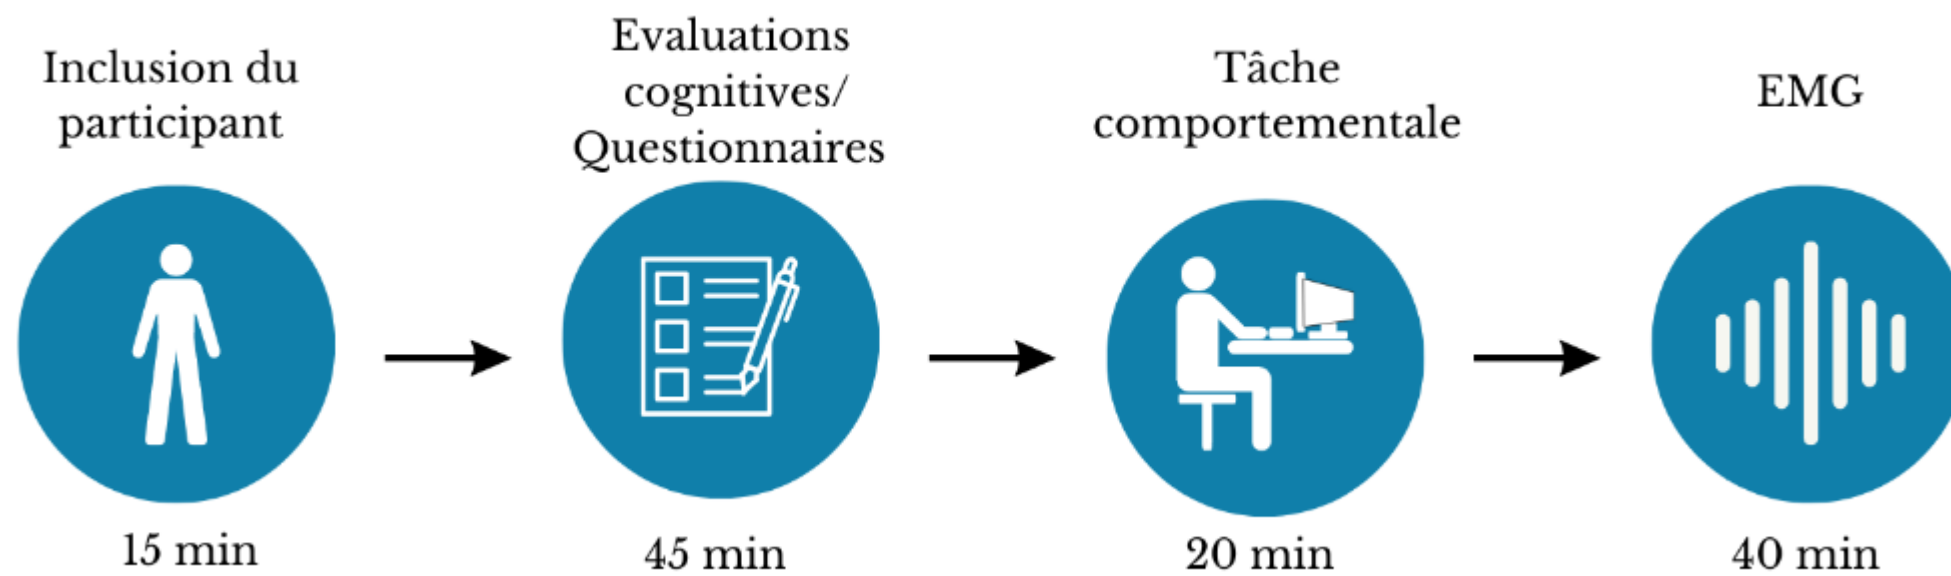 Inclusion du
participant
15 min
Evaluations
cognitives/
Questionnaires
45 min
Tâche
comportementale
20 min
EMG
40 min